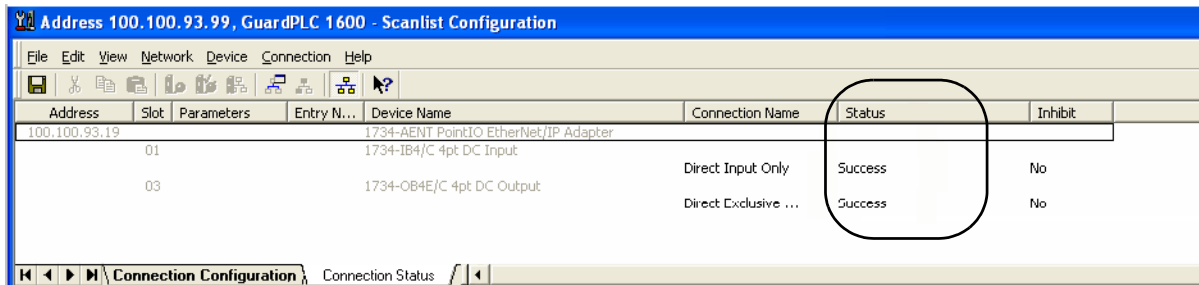 Address 100.100.93.99, GuardPLC 1600 - Scanlist Configuration
File Edit View Network Device Connection Help
Address Slot Parameters Entry N... Device Name Connection Name Status Inhibit
100.100.93.19 1734-AENT PointIO EtherNet/IP Adapter
01 1734-IB4/C 4pt DC Input
Direct Input Only Success No
03 1734-OB4E/C 4pt DC Output
Direct Exclusive ... Success No
Connection Configuration Connection Status